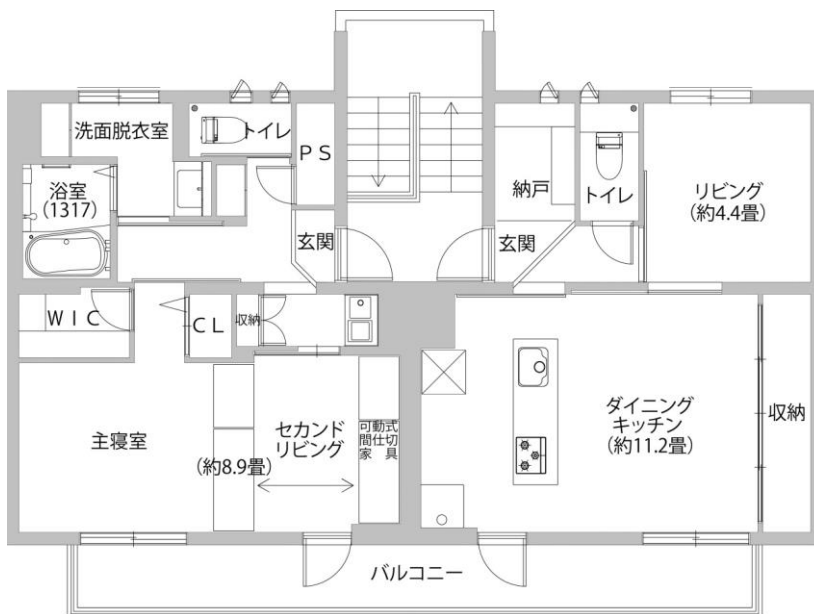 洗面脱衣室
トイレ
PS
浴室
(1317)
玄関
納戸
トイレ
リビング
(約4.4畳)
玄関
WIC
CL
収納
主寝室
(約8.9畳)
セカンド
リビング
可動式
間仕切
家具
ダイニング
キッチン
(約11.2畳)
収納
バルコニー